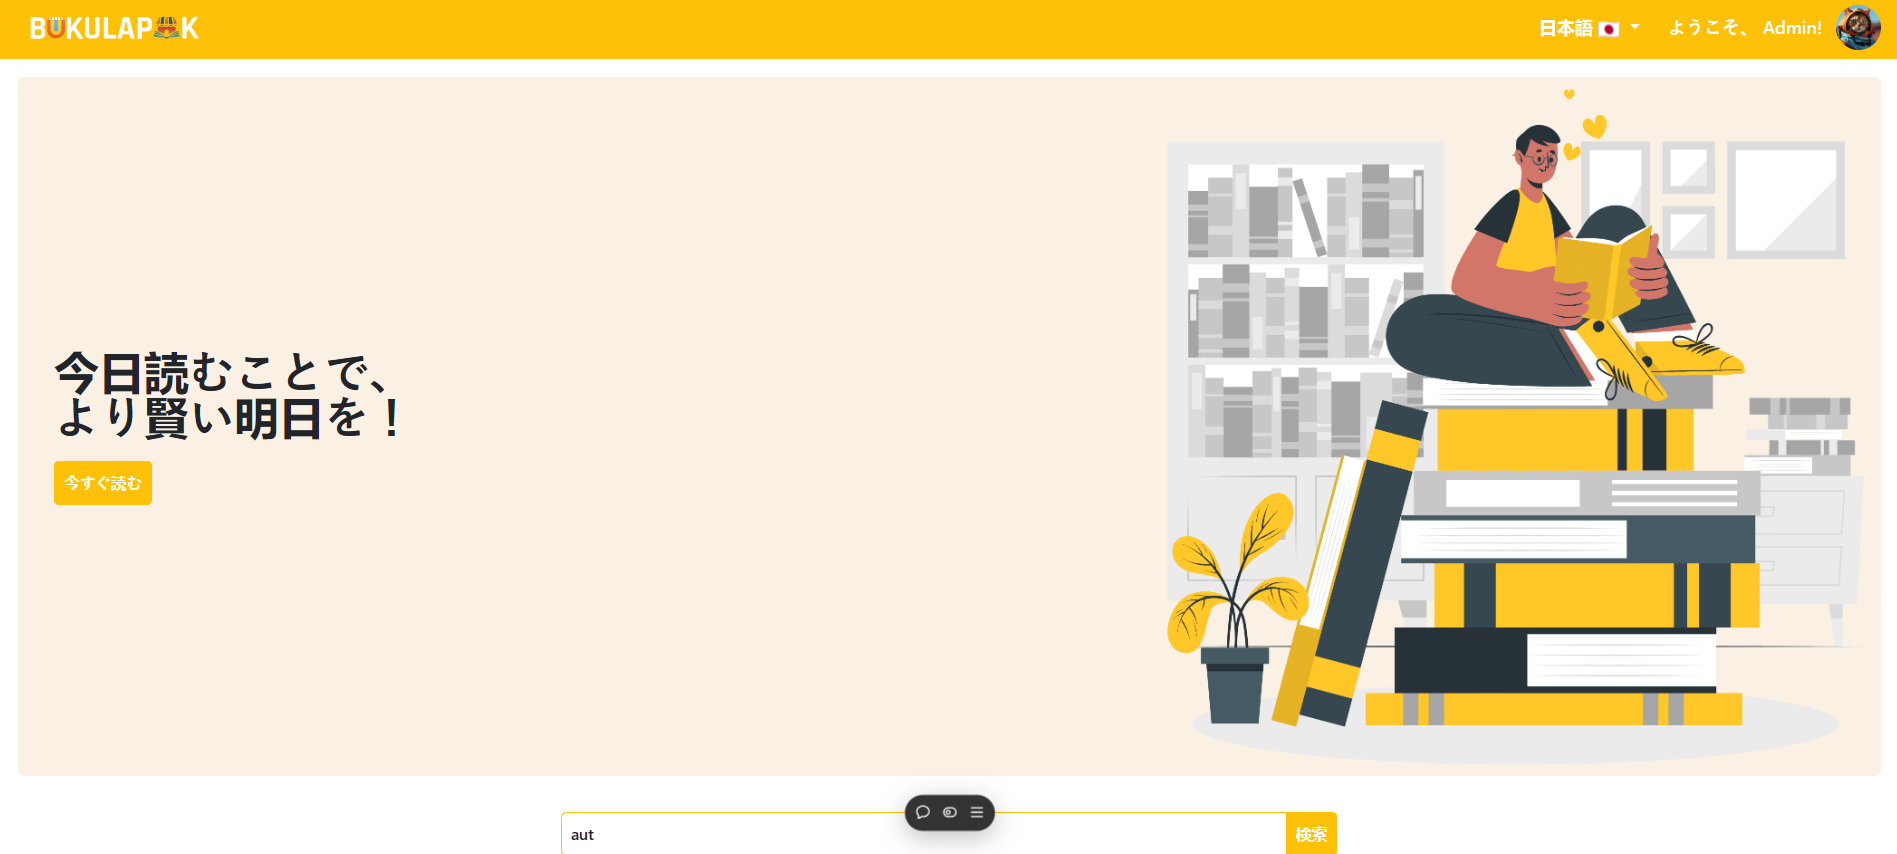 BUKULAPAK
日本語
ようこそ、 Admin!
今日読むことで、
より賢い明日を！
今すぐ読む
aut
検索